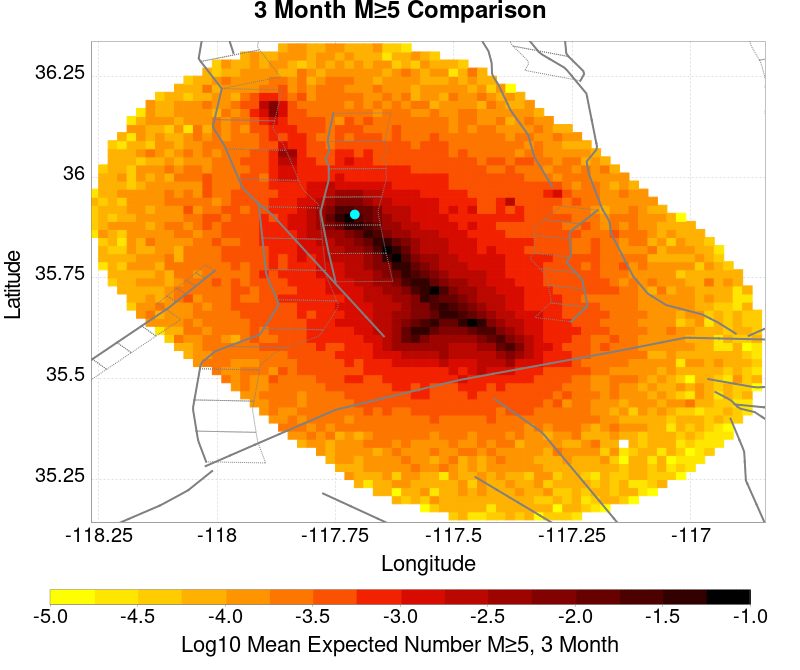 3 Month M≥5 Comparison
36.25
36
35.75
35.5
35.25
Latitude
-118.25 -118 -117.75 -117.5 -117.25 -117
Longitude
-5.0 -4.5 -4.0 -3.5 -3.0 -2.5 -2.0 -1.5 -1.0
Log10 Mean Expected Number M≥5, 3 Month